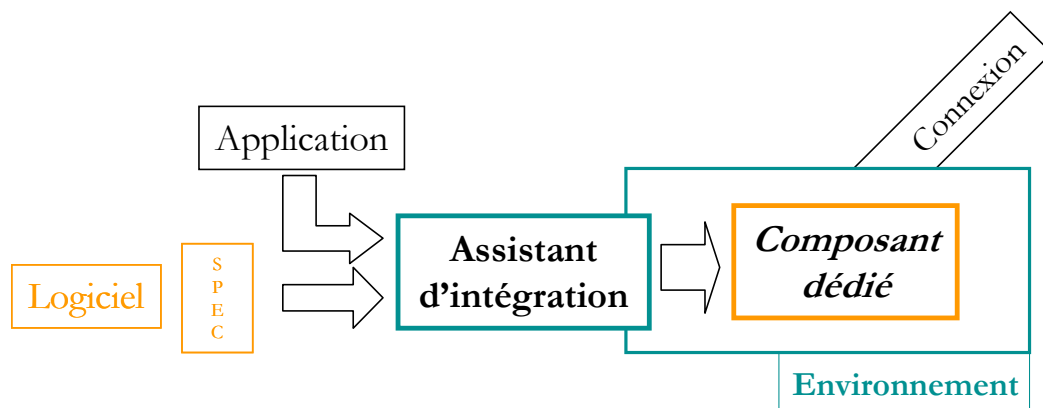 Connexion
Application
Assistant
d'intégration
Composant
dédié
Logiciel
S
P
E
C
Environnement